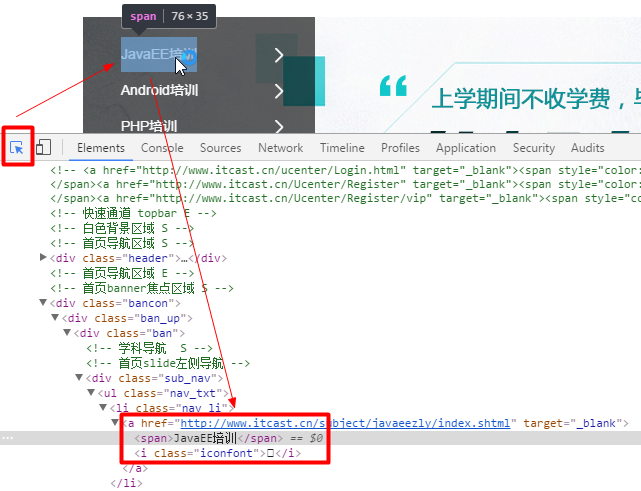 span | 76×35
JavaEE培训
Android培训
PHP培训
上学期间不收学费，
Elements Console Sources Network Timeline Profiles Application Security Audits
<!-- <a href="http://www.itcast.cn/ucenter/Login.html" target="_blank"><span style="color:
</span><a href="http://www.itcast.cn/Ucenter/Register" target="_blank"><span style="color:
</span><a href="http://www.itcast.cn/Ucenter/Register/vip" target="_blank"><span style="co
<!-- 快速通道 topbar E -->
<!-- 白色背景区域 S -->
<!-- 首页导航区域 S -->
<div class="header">…</div>
<!-- 首页导航区域 E -->
<!-- 首页banner焦点区域 S -->
<div class="bancon">
<div class="ban_up">
<div class="ban">
<!-- 学科导航 S -->
<!-- 首页slide左侧导航 -->
<div class="sub_nav">
<ul class="nav_txt">
<li class="nav_li">
<a href="http://www.itcast.cn/subject/javaeezly/index.shtml" target="_blank">
<span>JavaEE培训</span> == $0
<i class="iconfont"></i>
</a>
</li>